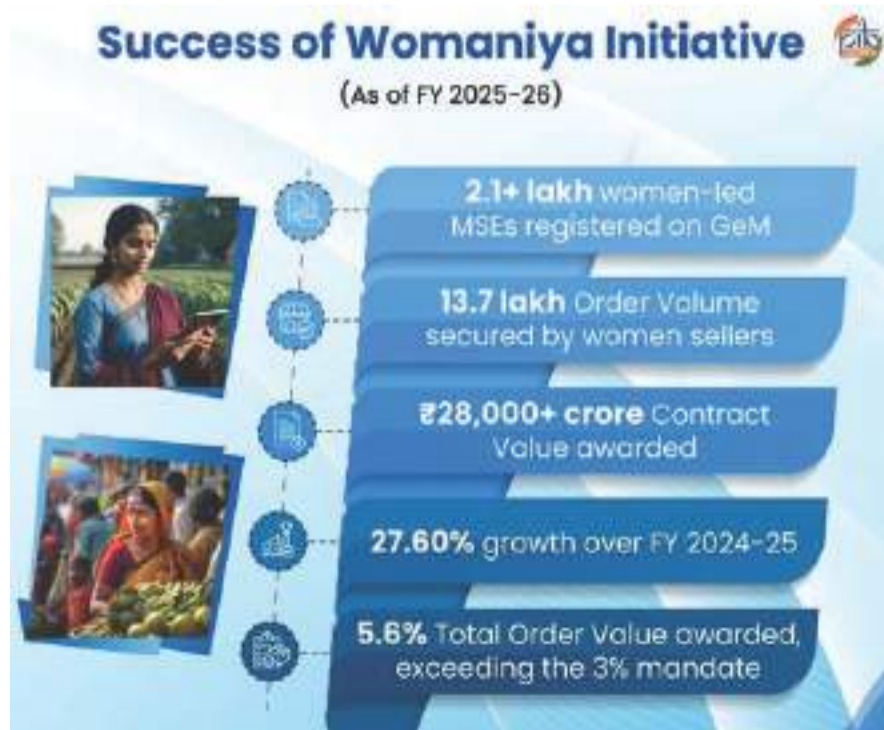 Success of Womaniya Initiative
(As of FY 2025-26)
2.1+ lakh women-led
MSEs registered on GeM
13.7 lakh Order Volume
secured by women sellers
₹28,000+ crore Contract
Value awarded
27.60% growth over FY 2024-25
5.6% Total Order Value awarded,
exceeding the 3% mandate